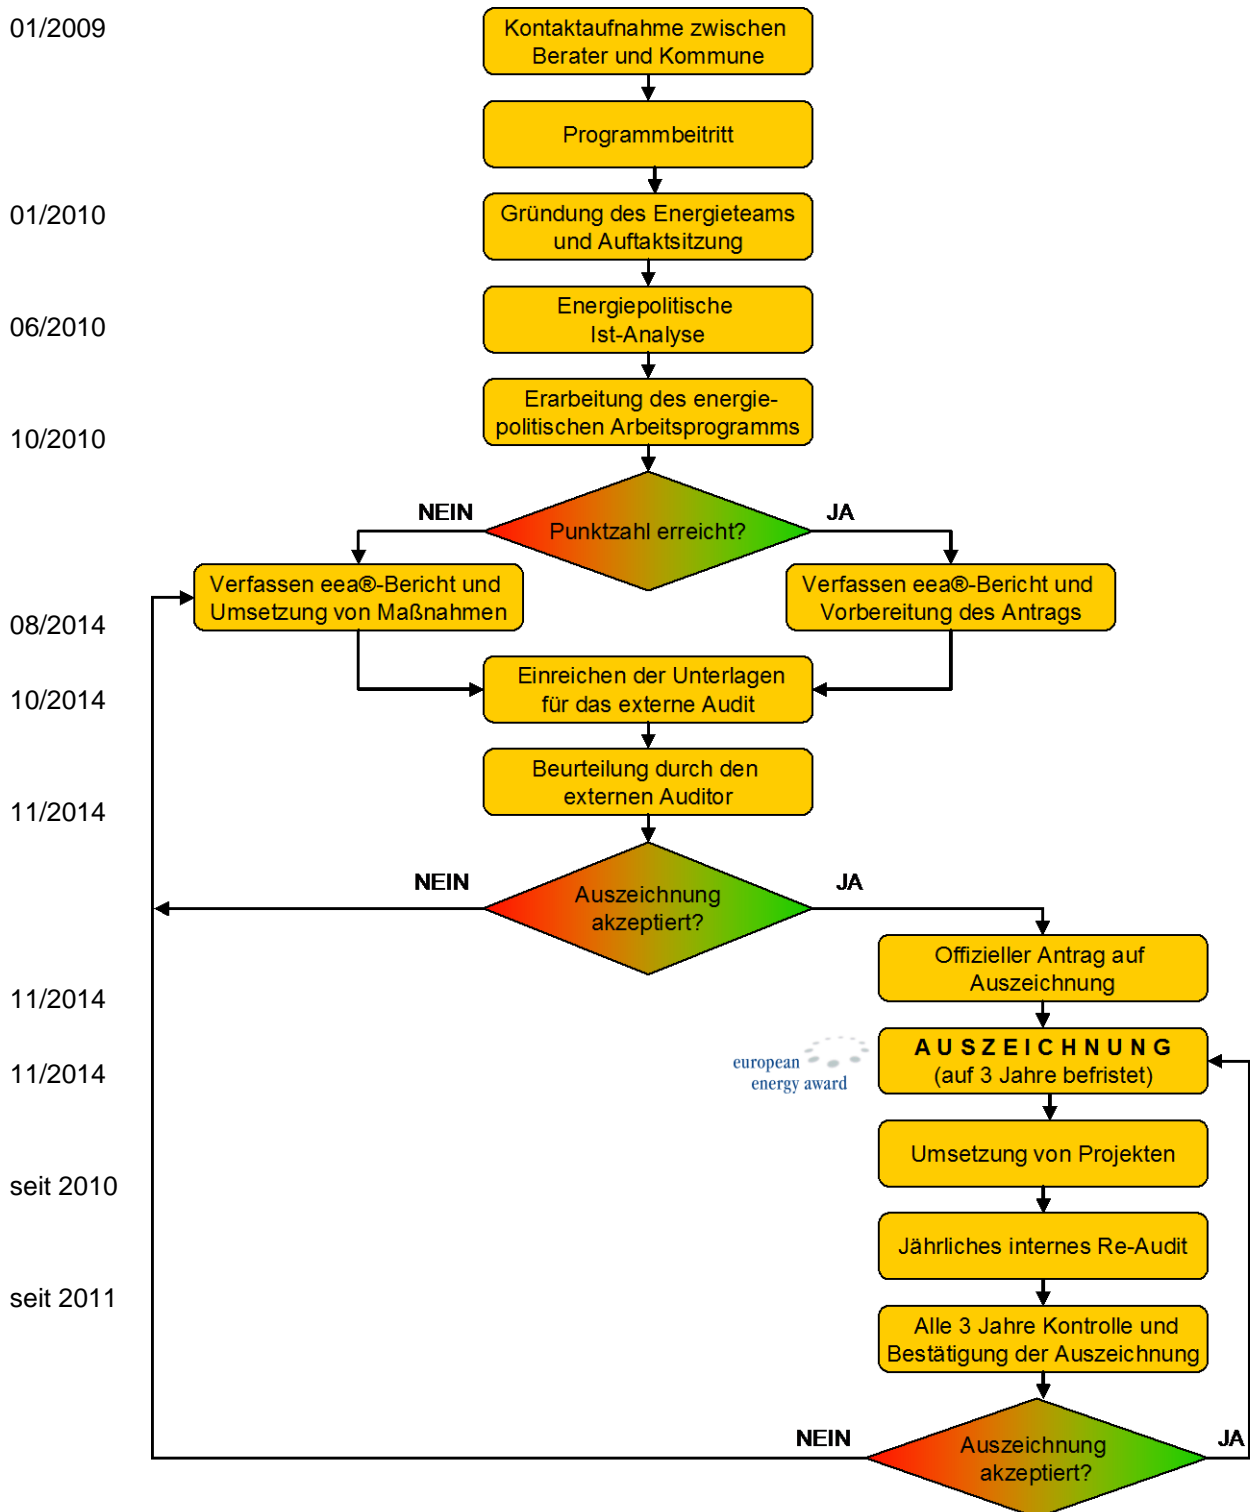 01/2009
Kontaktaufnahme zwischen
Berater und Kommune
Programmbeitritt
01/2010
Gründung des Energieteams
und Auftaktsitzung
06/2010
Energiepolitische
Ist-Analyse
10/2010
Erarbeitung des energie-
politischen Arbeitsprogramms
NEIN
Punktzahl erreicht?
JA
Verfassen eea®-Bericht und
Umsetzung von Maßnahmen
Verfassen eea®-Bericht und
Vorbereitung des Antrags
08/2014
10/2014
Einreichen der Unterlagen
für das externe Audit
11/2014
Beurteilung durch den
externen Auditor
NEIN
Auszeichnung
akzeptiert?
JA
Offizieller Antrag auf
Auszeichnung
11/2014
11/2014
european
energy award
A U S Z E I C H N U N G
(auf 3 Jahre befristet)
Umsetzung von Projekten
seit 2010
Jährliches internes Re-Audit
seit 2011
Alle 3 Jahre Kontrolle und
Bestätigung der Auszeichnung
NEIN
Auszeichnung
akzeptiert?
JA